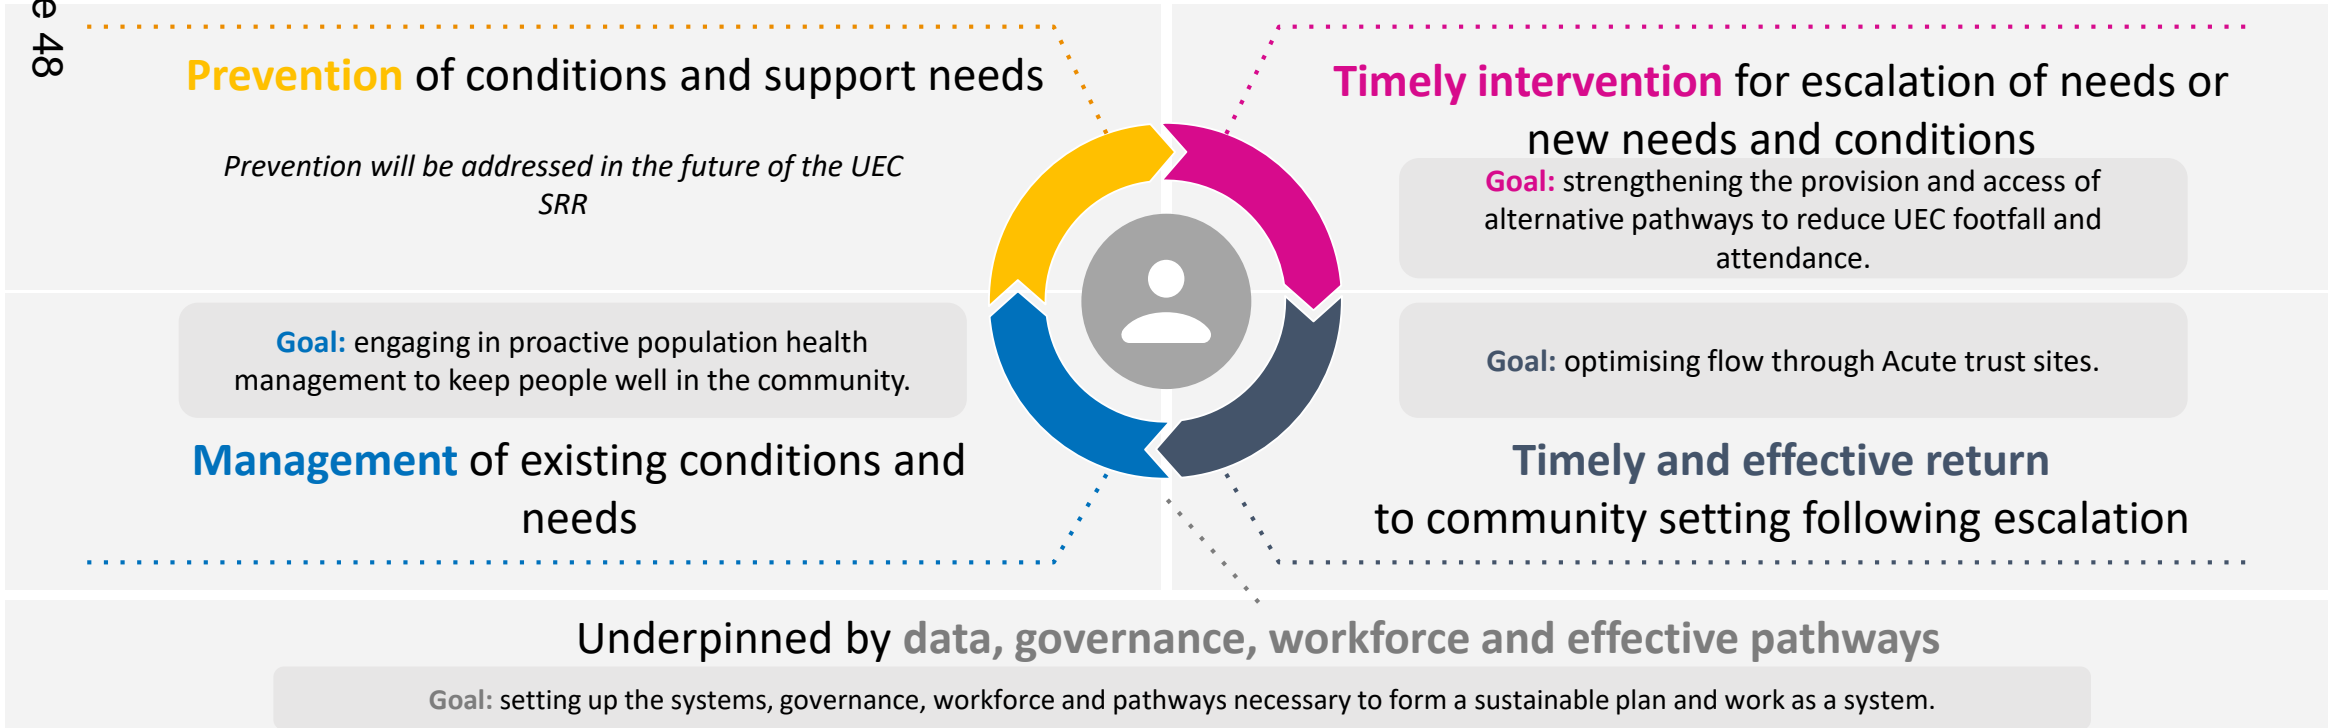 e 48
Prevention of conditions and support needs
Prevention will be addressed in the future of the UEC
SRR
Timely intervention for escalation of needs or
new needs and conditions
Goal: strengthening the provision and access of
alternative pathways to reduce UEC footfall and
attendance.
Goal: engaging in proactive population health
management to keep people well in the community.
Management of existing conditions and
needs
Goal: optimising flow through Acute trust sites.
Timely and effective return
to community setting following escalation
Underpinned by data, governance, workforce and effective pathways
Goal: setting up the systems, governance, workforce and pathways necessary to form a sustainable plan and work as a system.